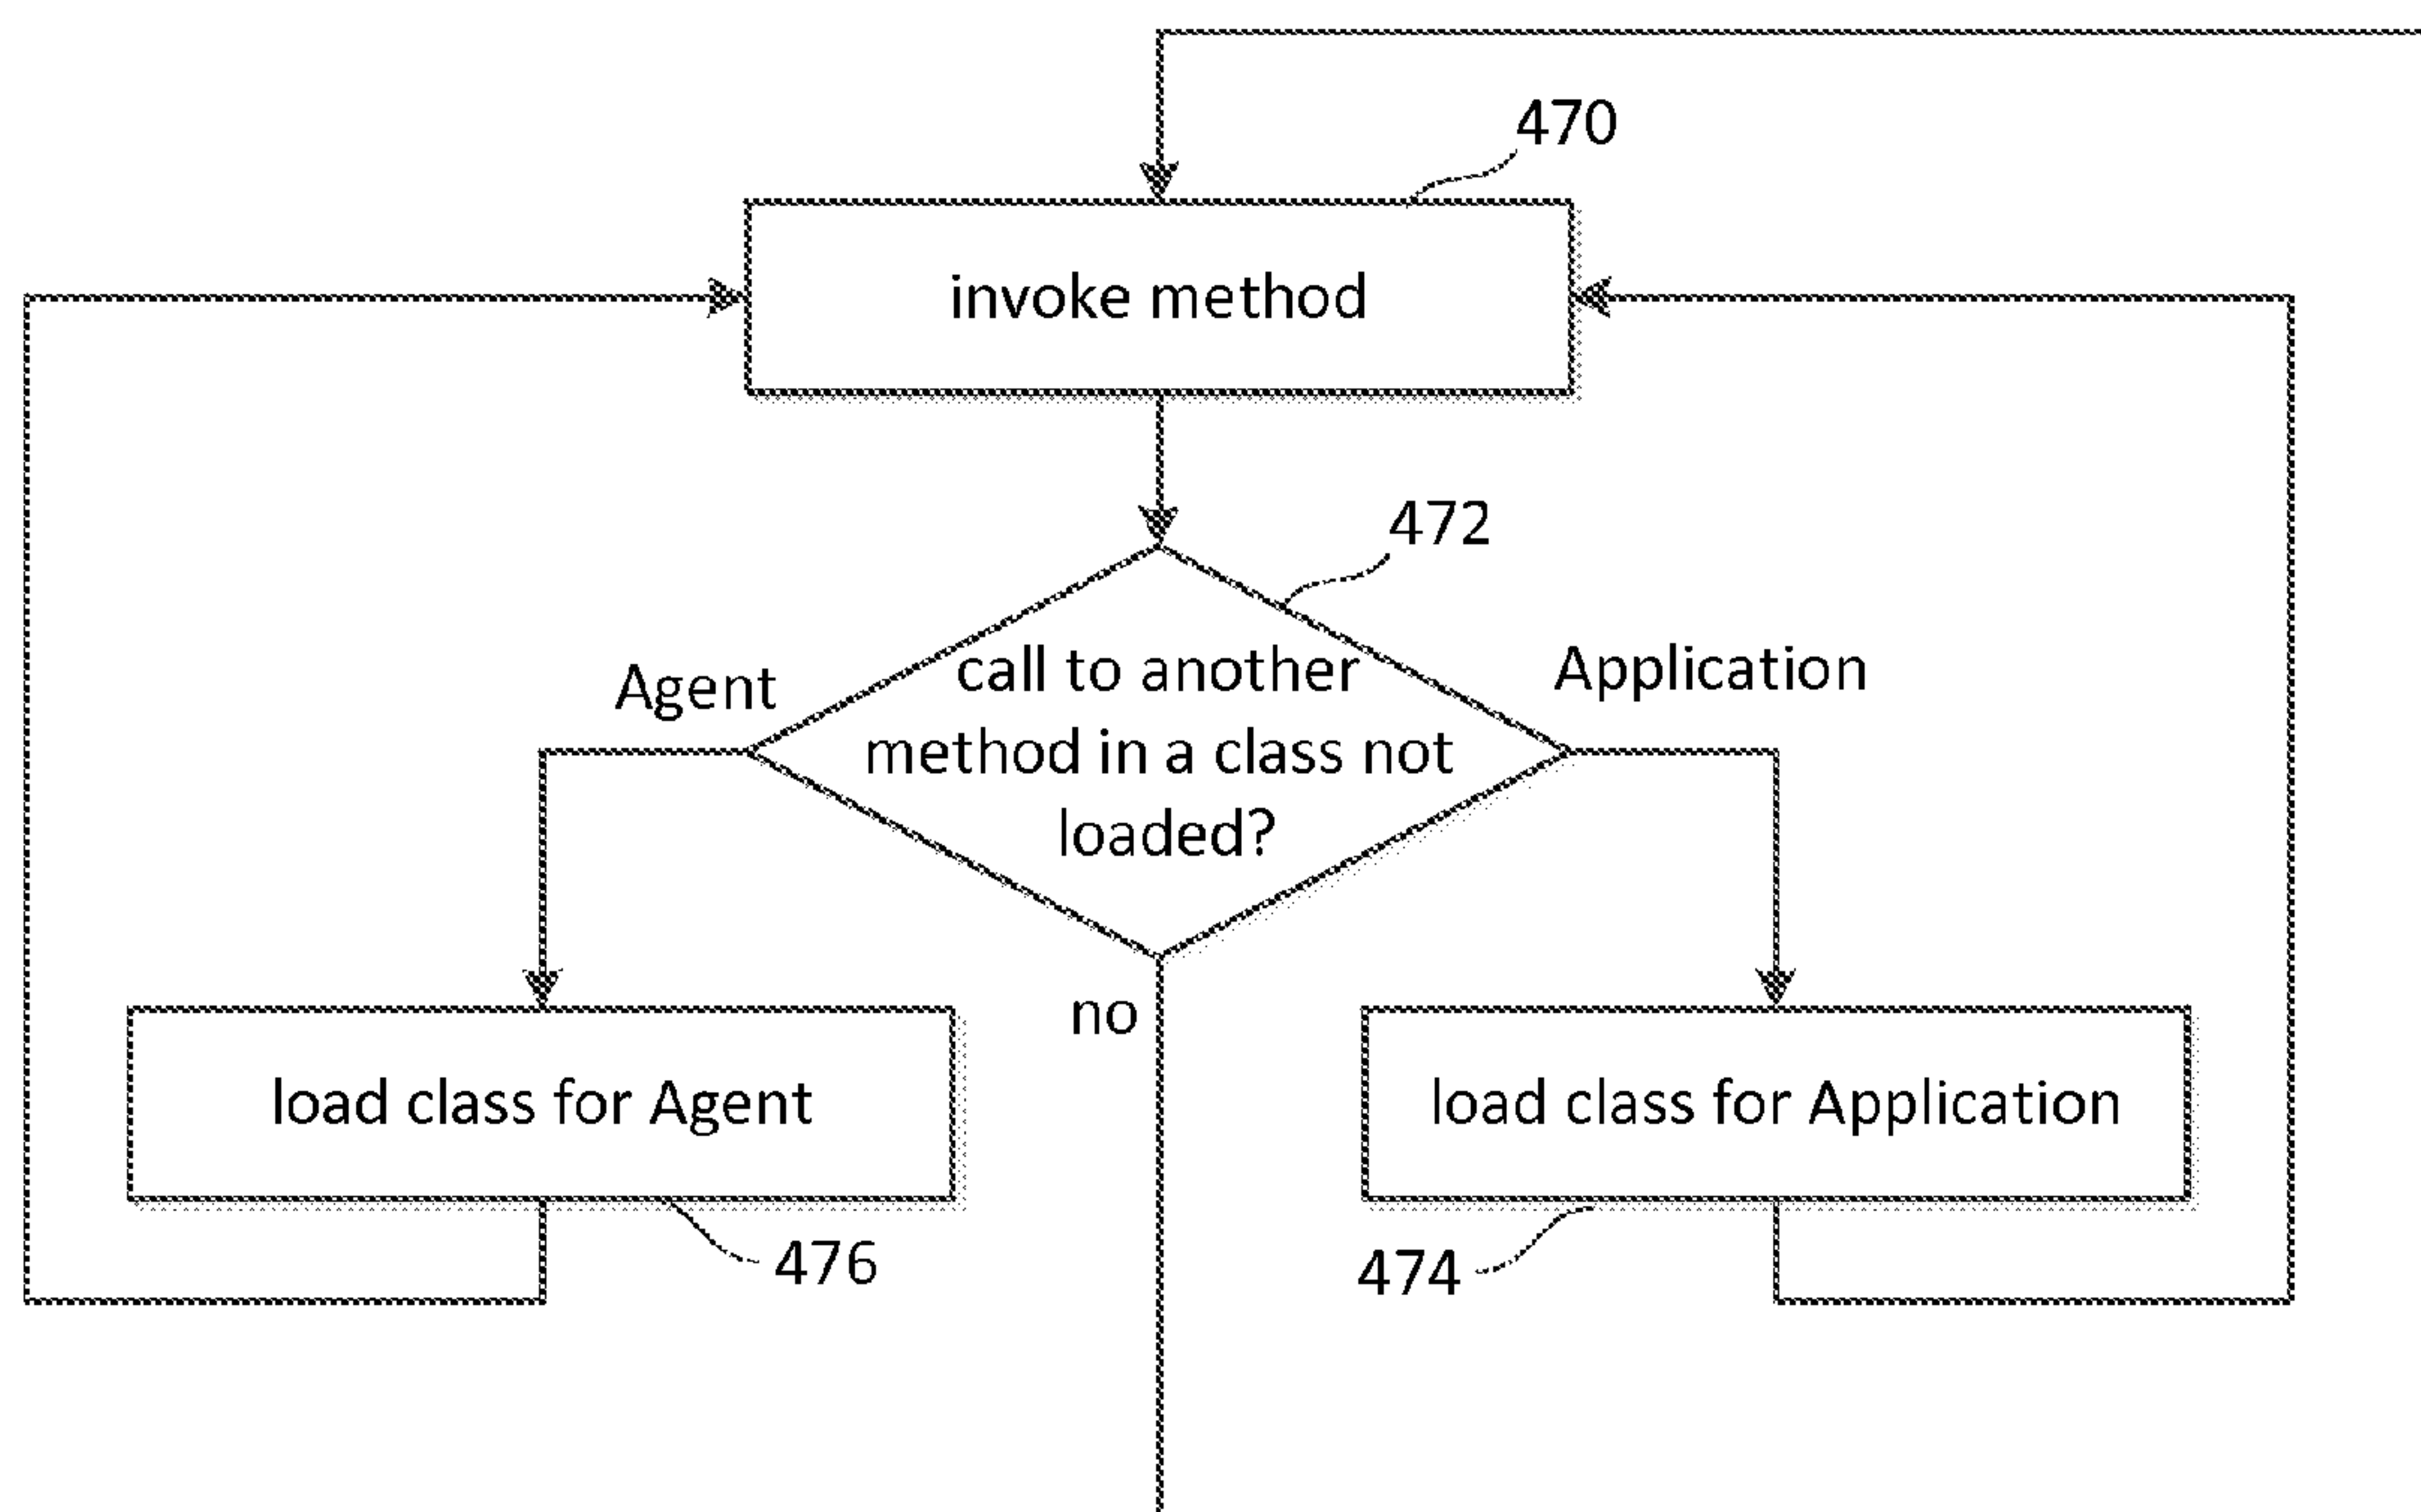 470
invoke method
472
Agent
call to another
Application
method in a class not
loaded?
no
load class for Agent
load class for Application
476
474